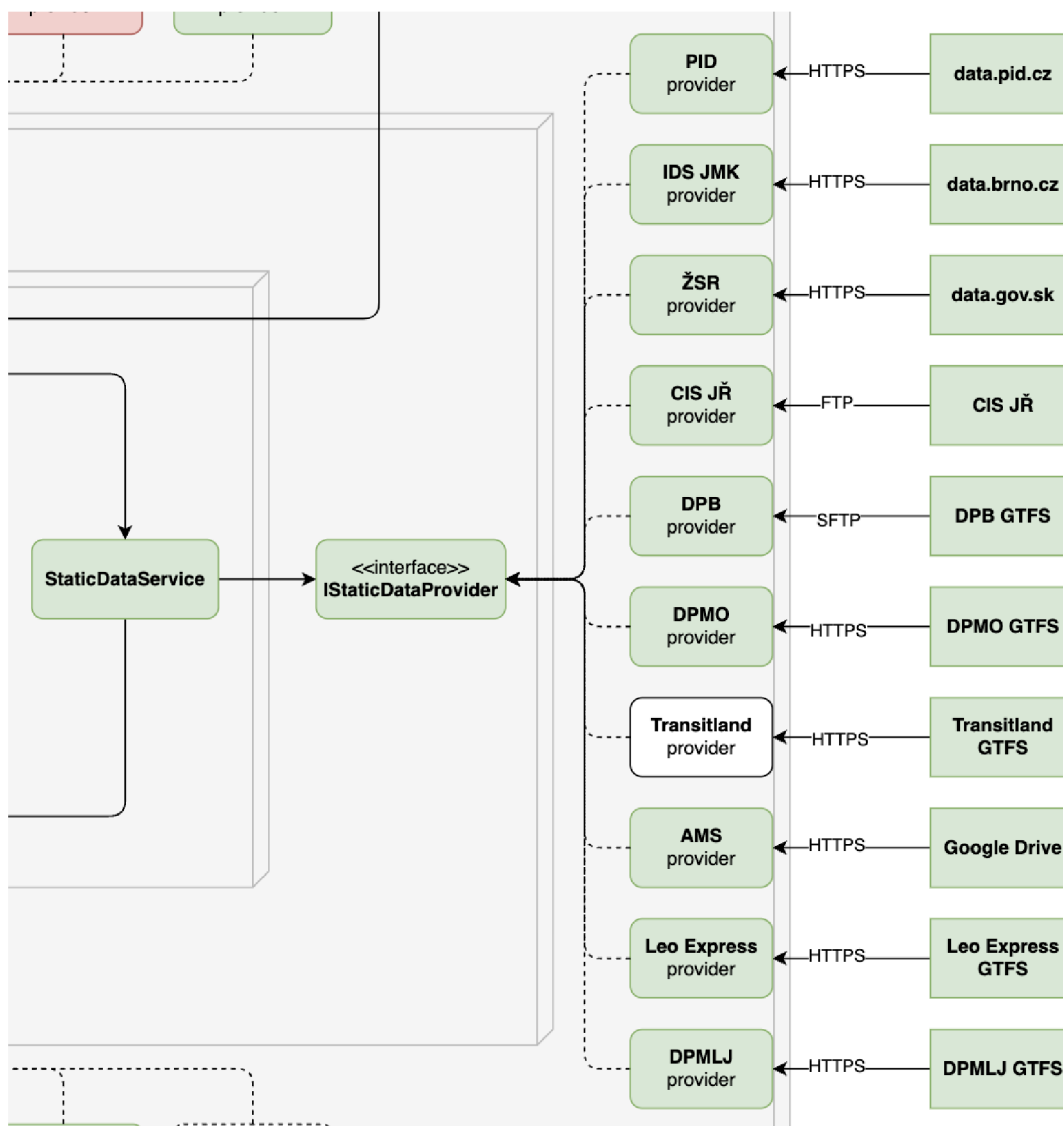 PID
provider
HTTPS
data.pid.cz
IDS JMK
provider
HTTPS
data.brno.cz
ŽSR
provider
HTTPS
data.gov.sk
CIS JŘ
provider
FTP
CIS JŘ
DPB
provider
SFTP
DPB GTFS
StaticDataService
<<interface>>
IStaticDataProvider
DPMO
provider
HTTPS
DPMO GTFS
Transitland
provider
HTTPS
Transitland
GTFS
AMS
provider
HTTPS
Google Drive
Leo Express
provider
HTTPS
Leo Express
GTFS
DPMLJ
provider
HTTPS
DPMLJ GTFS